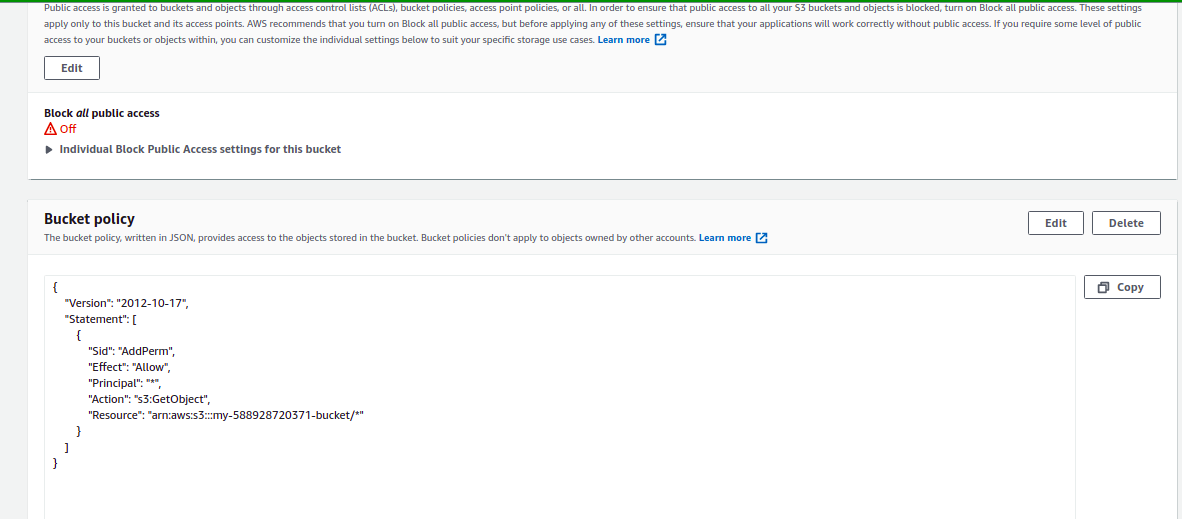 Public access is granted to buckets and objects through access control lists (ACLs), bucket policies, access point policies, or all. In order to ensure that public access to all your S3 buckets and objects is blocked, turn on Block all public access. These settings
apply only to this bucket and its access points. AWS recommends that you turn on Block all public access, but before applying any of these settings, ensure that your applications will work correctly without public access. If you require some level of public
access to your buckets or objects within, you can customize the individual settings below to suit your specific storage use cases. Learn more
Edit
Block all public access
Off
Individual Block Public Access settings for this bucket
Bucket policy
Edit
Delete
The bucket policy, written in JSON, provides access to the objects stored in the bucket. Bucket policies don't apply to objects owned by other accounts. Learn more
Copy
{
"Version": "2012-10-17",
"Statement": [
{
"Sid": "AddPerm",
"Effect": "Allow",
"Principal": "*",
"Action": "s3:GetObject",
"Resource": "arn:aws:s3:::my-588928720371-bucket/*"
}
]
}